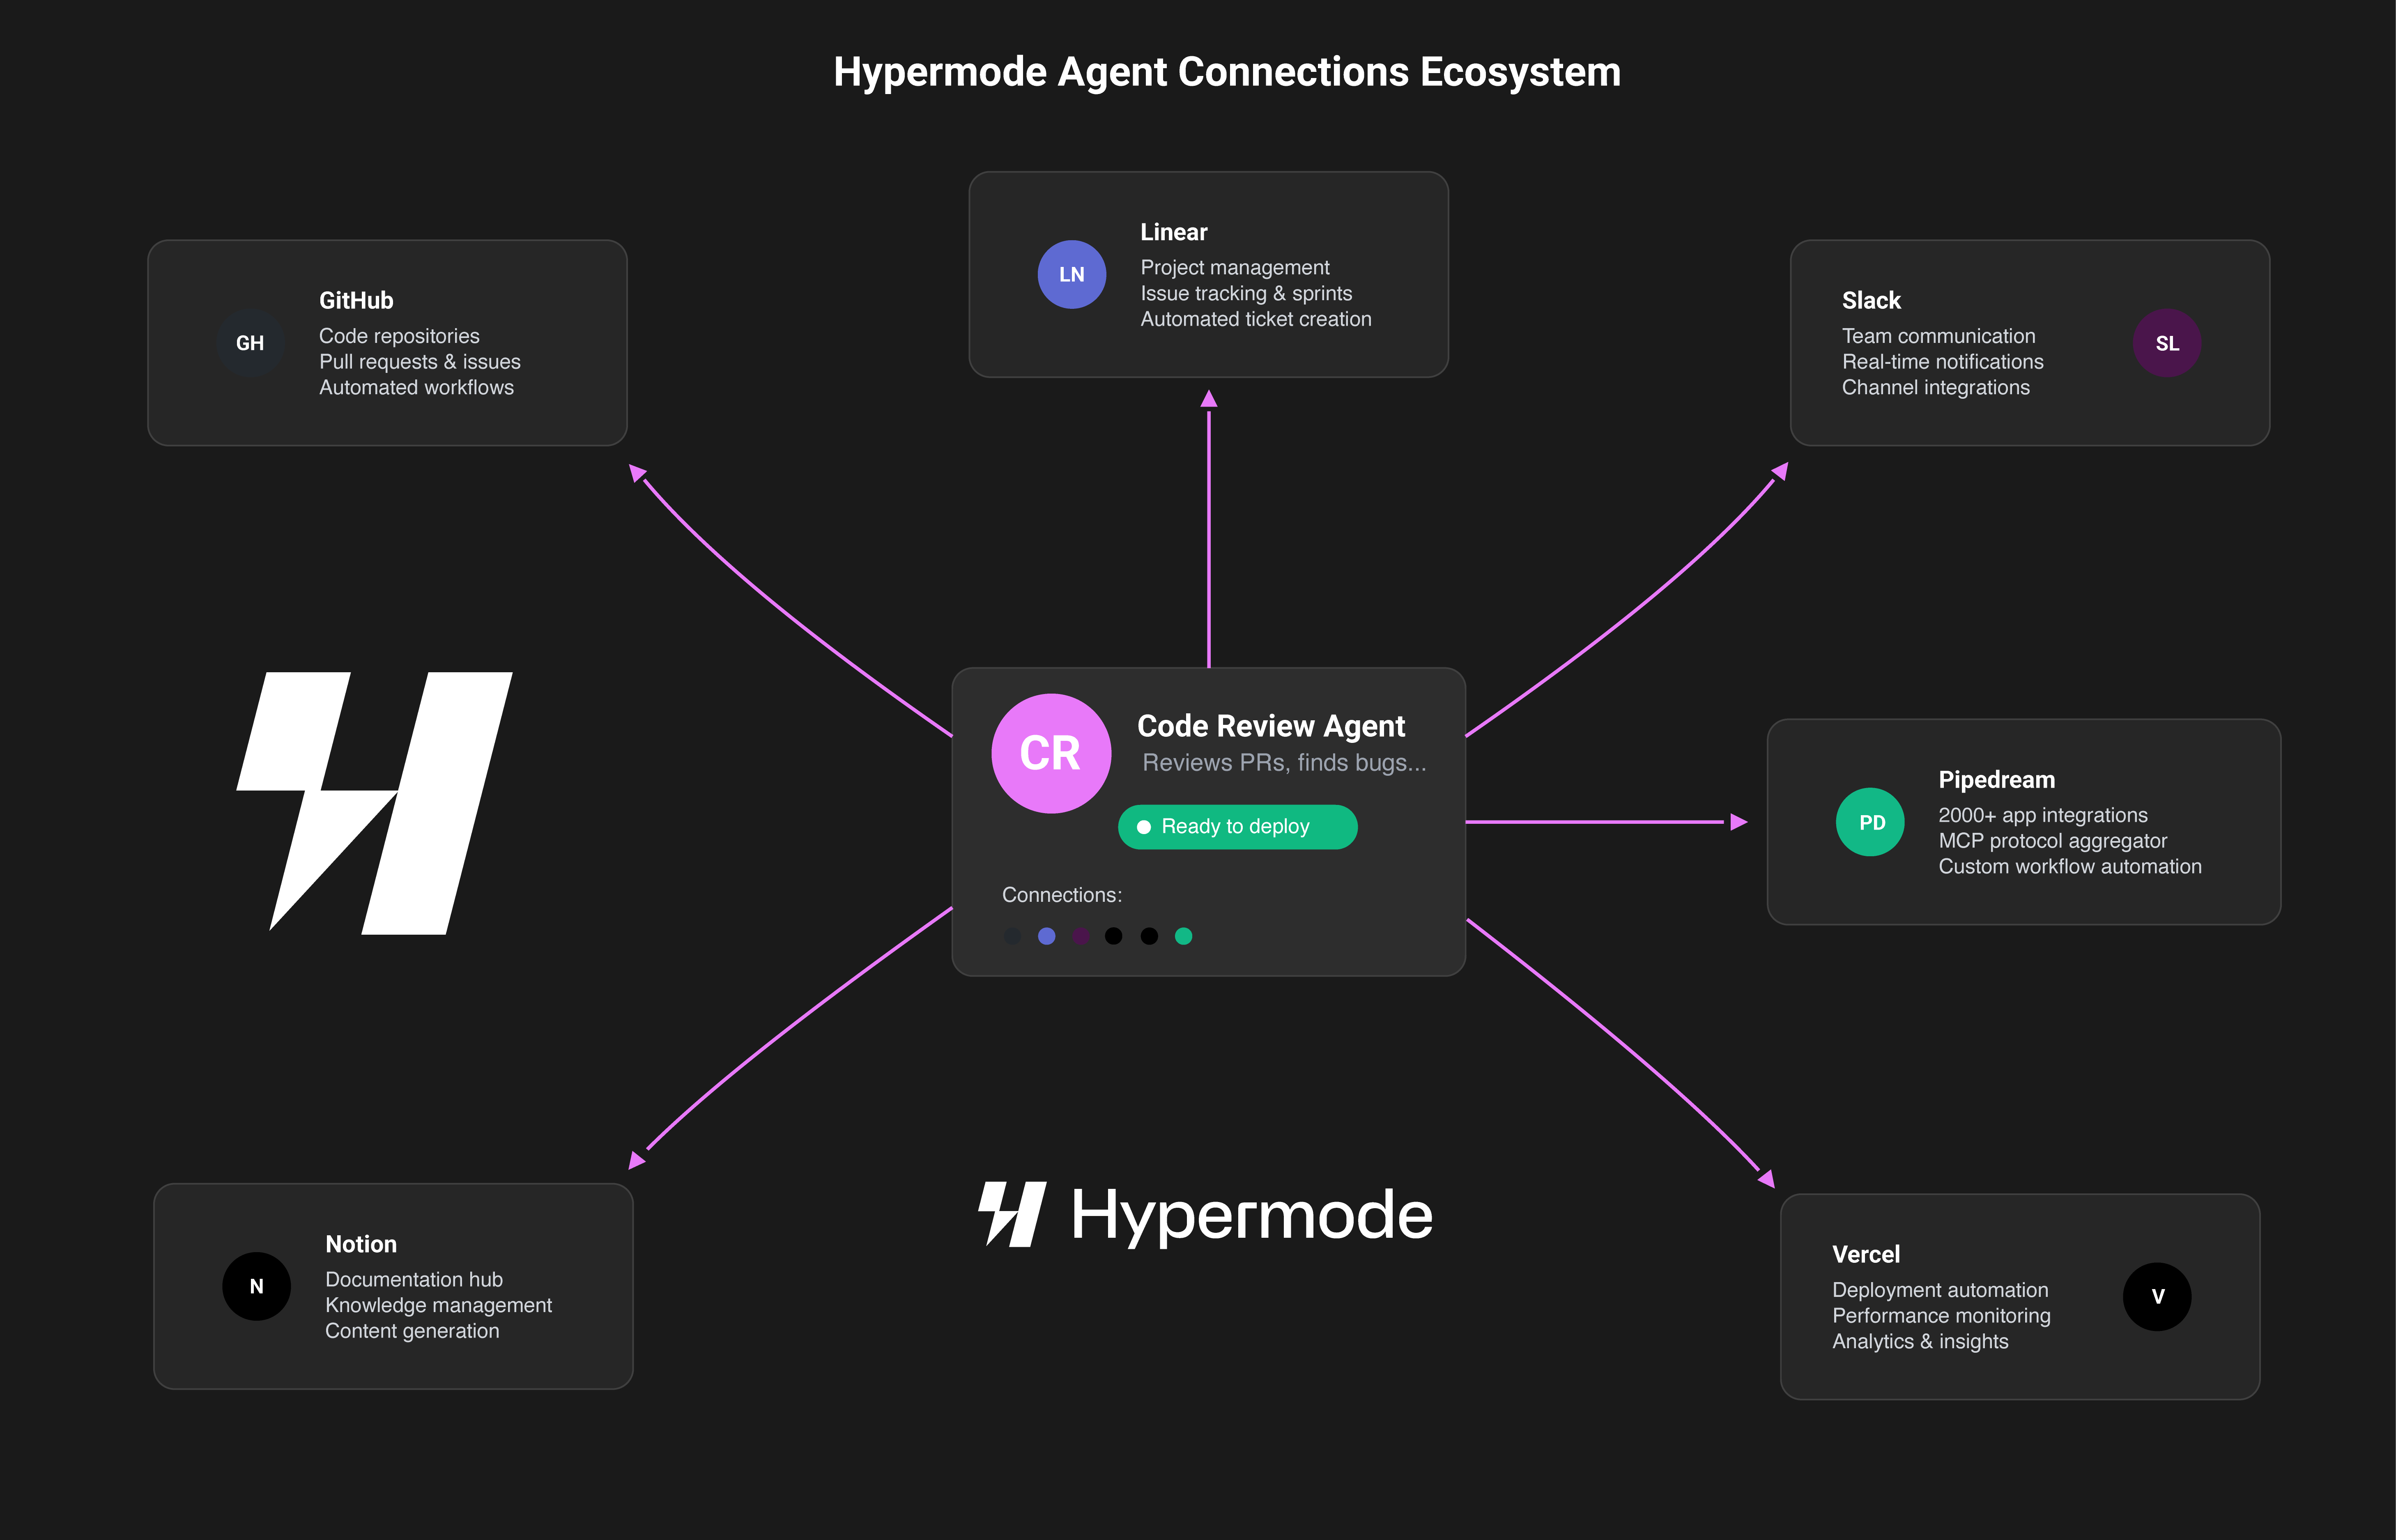 Hypermode Agent Connections Ecosystem
GH
GitHub
Code repositories
Pull requests & issues
Automated workflows
LN
Linear
Project management
Issue tracking & sprints
Automated ticket creation
Slack
Team communication
Real-time notifications
Channel integrations
SL
CR
Code Review Agent
Reviews PRs, finds bugs...
Ready to deploy
Connections:
PD
Pipedream
2000+ app integrations
MCP protocol aggregator
Custom workflow automation
N
Notion
Documentation hub
Knowledge management
Content generation
Hypermode
Vercel
Deployment automation
Performance monitoring
Analytics & insights
V